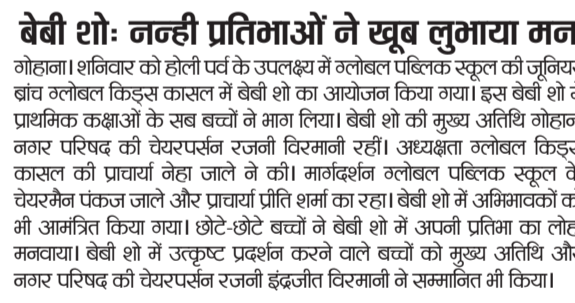 बेबी शोः नन्ही प्रतिभाओं ने खूब लुभाया मन
गोहाना। शनिवार को होली पर्व के उपलक्ष्य में ग्लोबल पब्लिक स्कूल की जूनियर
ब्रांच ग्लोबल किड्स कासल में बेबी शो का आयोजन किया गया। इस बेबी शो में
प्राथमिक कक्षाओं के सब बच्चों ने भाग लिया। बेबी शो की मुख्य अतिथि गोहाना
नगर परिषद की चेयरपर्सन रजनी विरमानी रहीं। अध्यक्षता ग्लोबल किड्स
कासल की प्राचार्या नेहा जाले ने की। मार्गदर्शन ग्लोबल पब्लिक स्कूल के
चेयरमैन पंकज जाले और प्राचार्या प्रीति शर्मा का रहा। बेबी शो में अभिभावकों को
भी आमंत्रित किया गया। छोटे-छोटे बच्चों ने बेबी शो में अपनी प्रतिभा का लोहा
मनवाया। बेबी शो में उत्कृष्ट प्रदर्शन करने वाले बच्चों को मुख्य अतिथि और
नगर परिषद की चेयरपर्सन रजनी इंद्रजीत विरमानी ने सम्मानित भी किया।